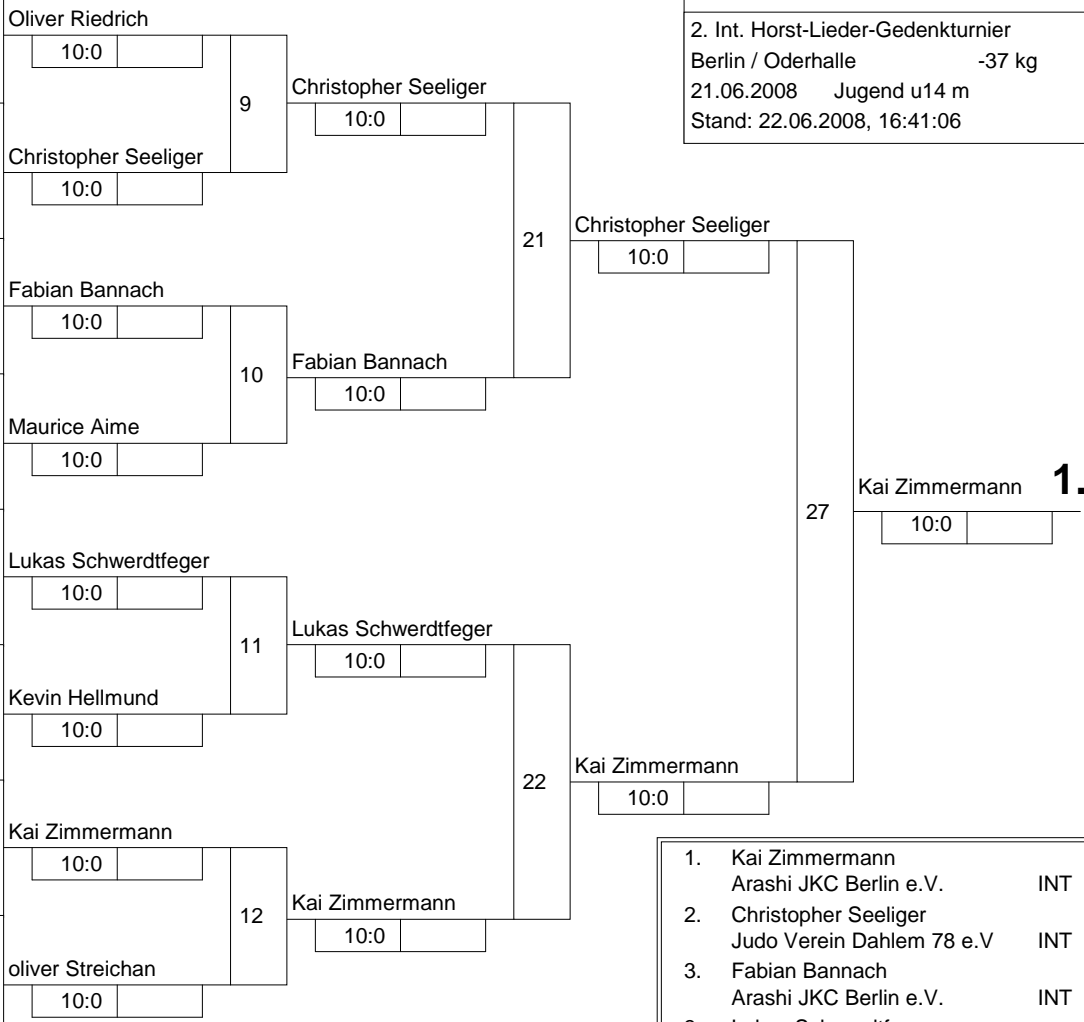 2. Int. Horst-Lieder-Gedenkturnier
Berlin / Oderhalle -37 kg
21.06.2008 Jugend u14 m
Stand: 22.06.2008, 16:41:06
Oliver Riedrich
10:0
9
Christopher Seeliger
10:0
Christopher Seeliger
10:0
21
Christopher Seeliger
10:0
Fabian Bannach
10:0
10
Fabian Bannach
10:0
Maurice Aime
10:0
27
Kai Zimmermann 1.
10:0
Lukas Schwerdtfeger
10:0
11
Lukas Schwerdtfeger
10:0
Kevin Hellmund
10:0
22
Kai Zimmermann
10:0
Kai Zimmermann
10:0
12
Kai Zimmermann
10:0
oliver Streichan
10:0
1. Kai Zimmermann
Arashi JKC Berlin e.V. INT
2. Christopher Seeliger
Judo Verein Dahlem 78 e.V INT
3. Fabian Bannach
Arashi JKC Berlin e.V. INT